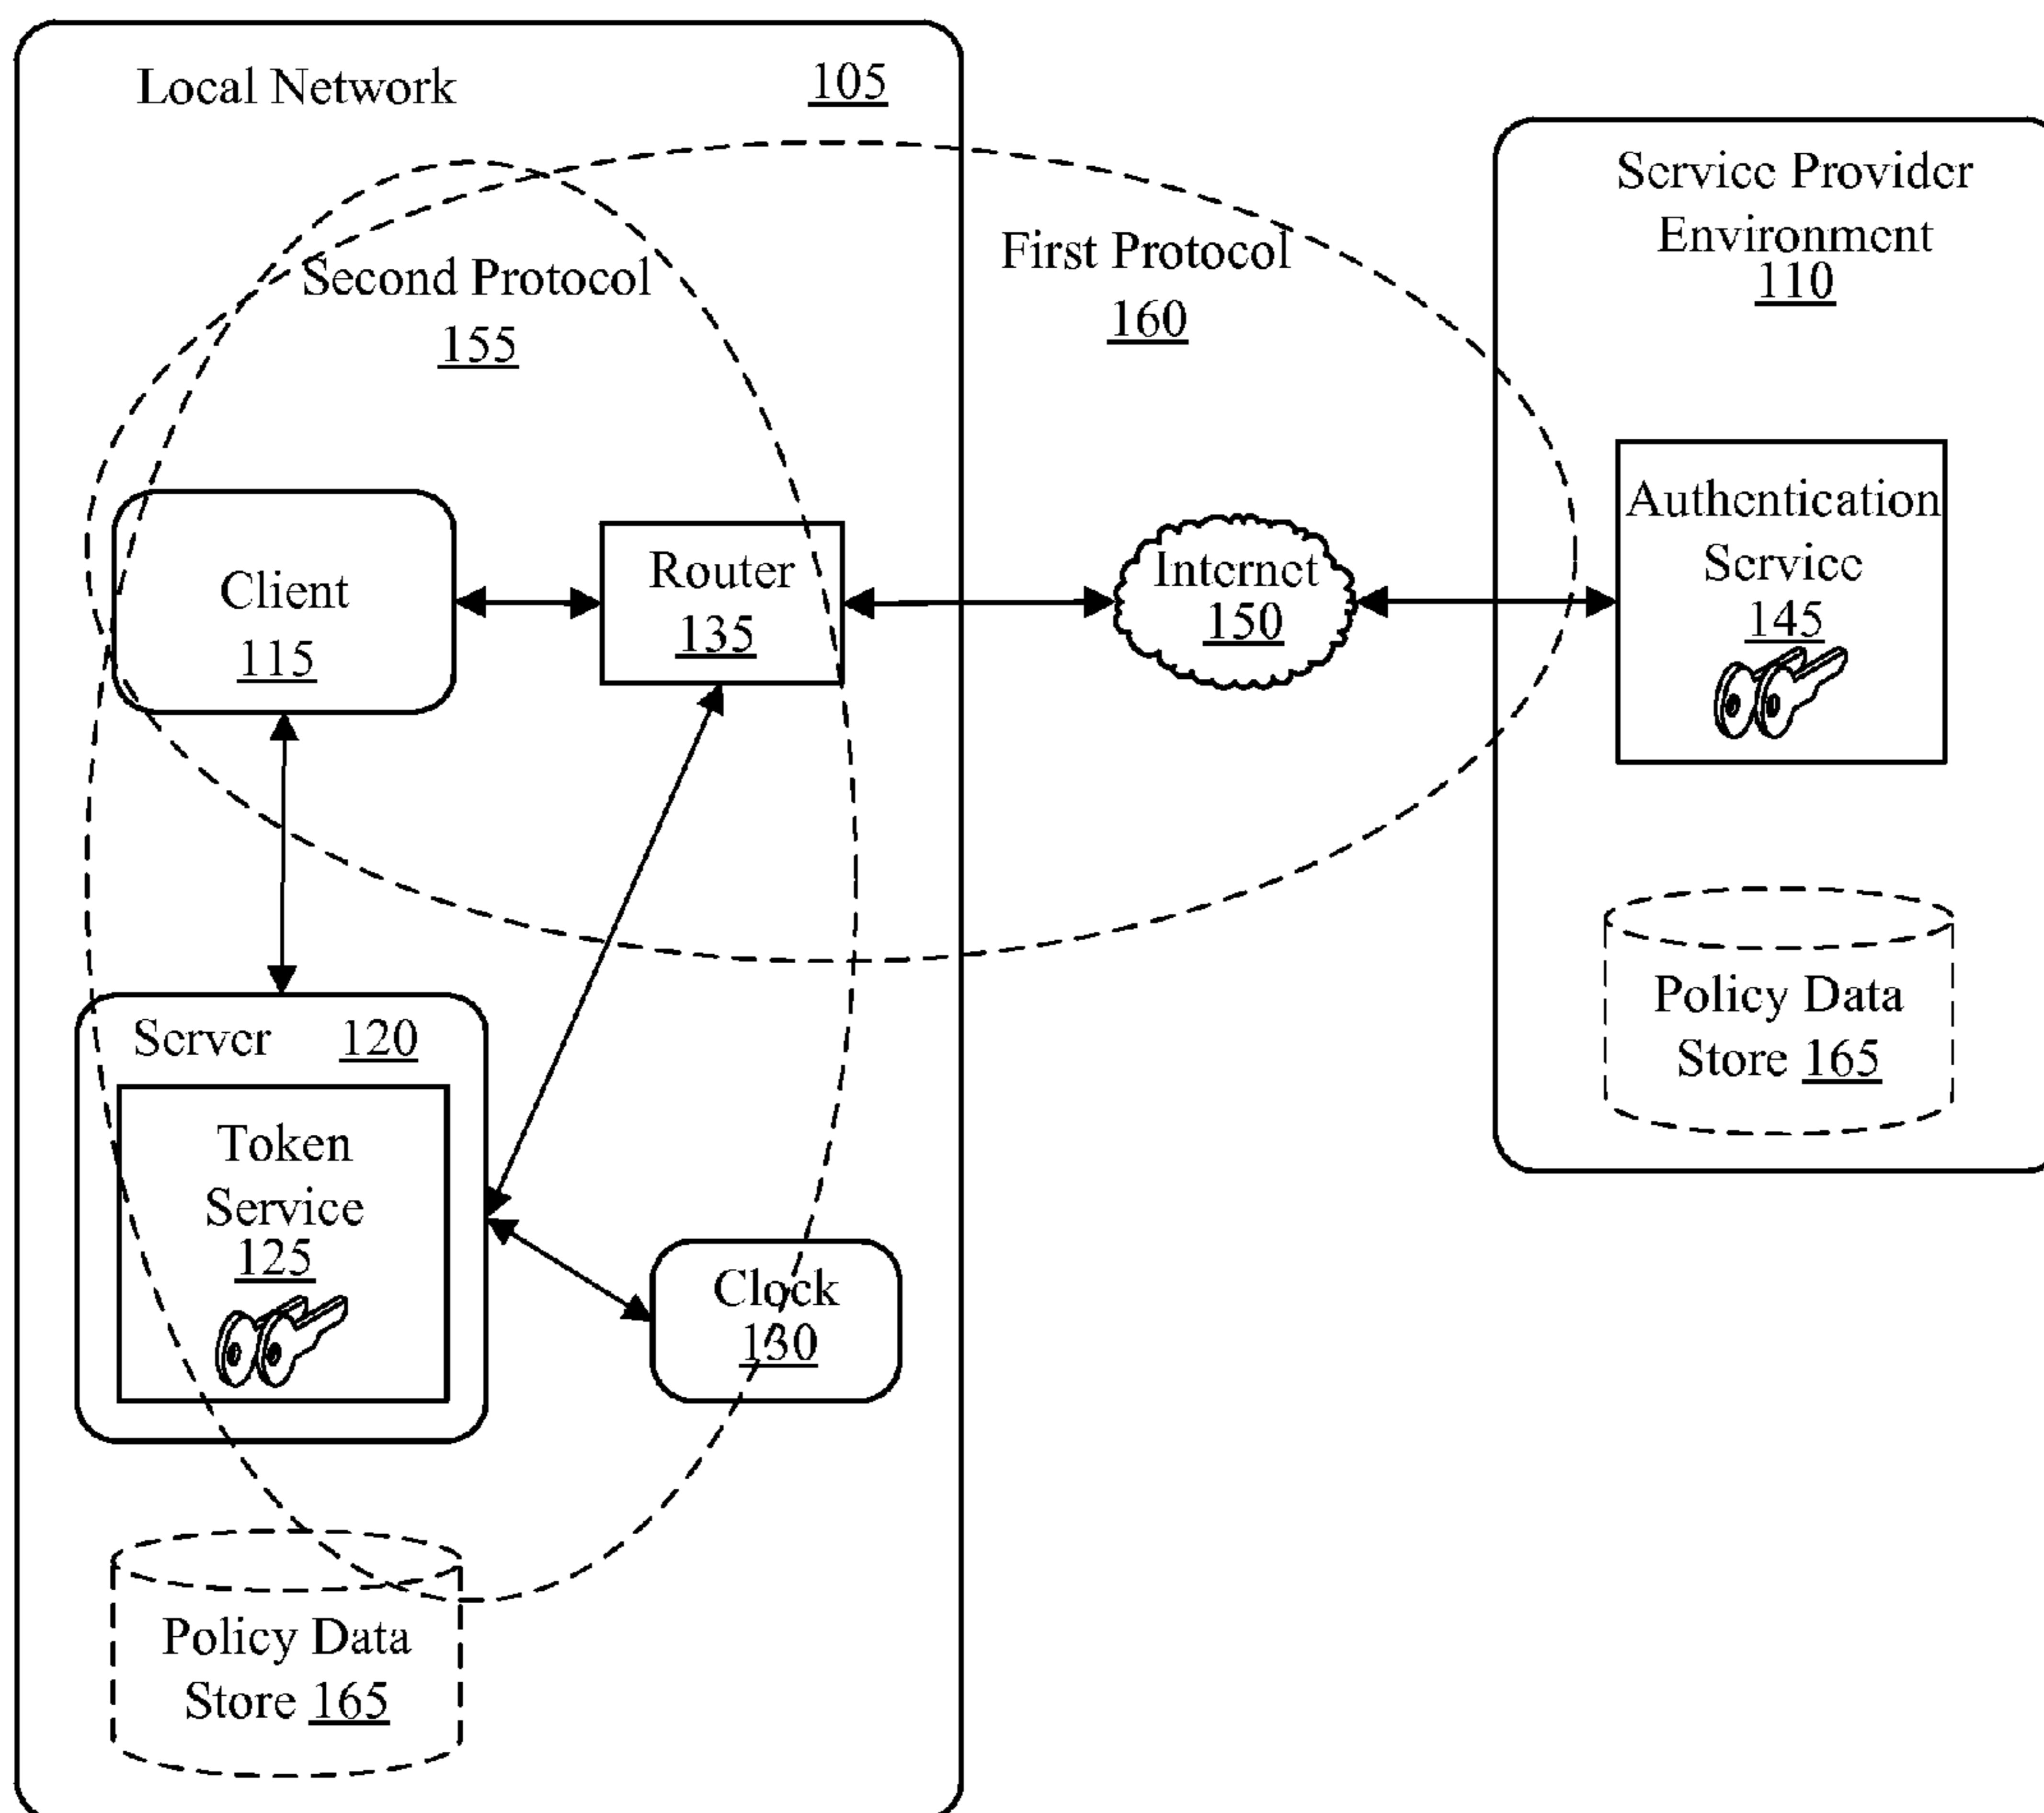 Local Network 105
Second Protocol
155
First Protocol
160
Service Provider
Environment
110
Client
115
Router
135
Internet
150
Authentication
Service
145
Server 120
Token
Service
125
Clock
130
Policy Data
Store 165
Policy Data
Store 165